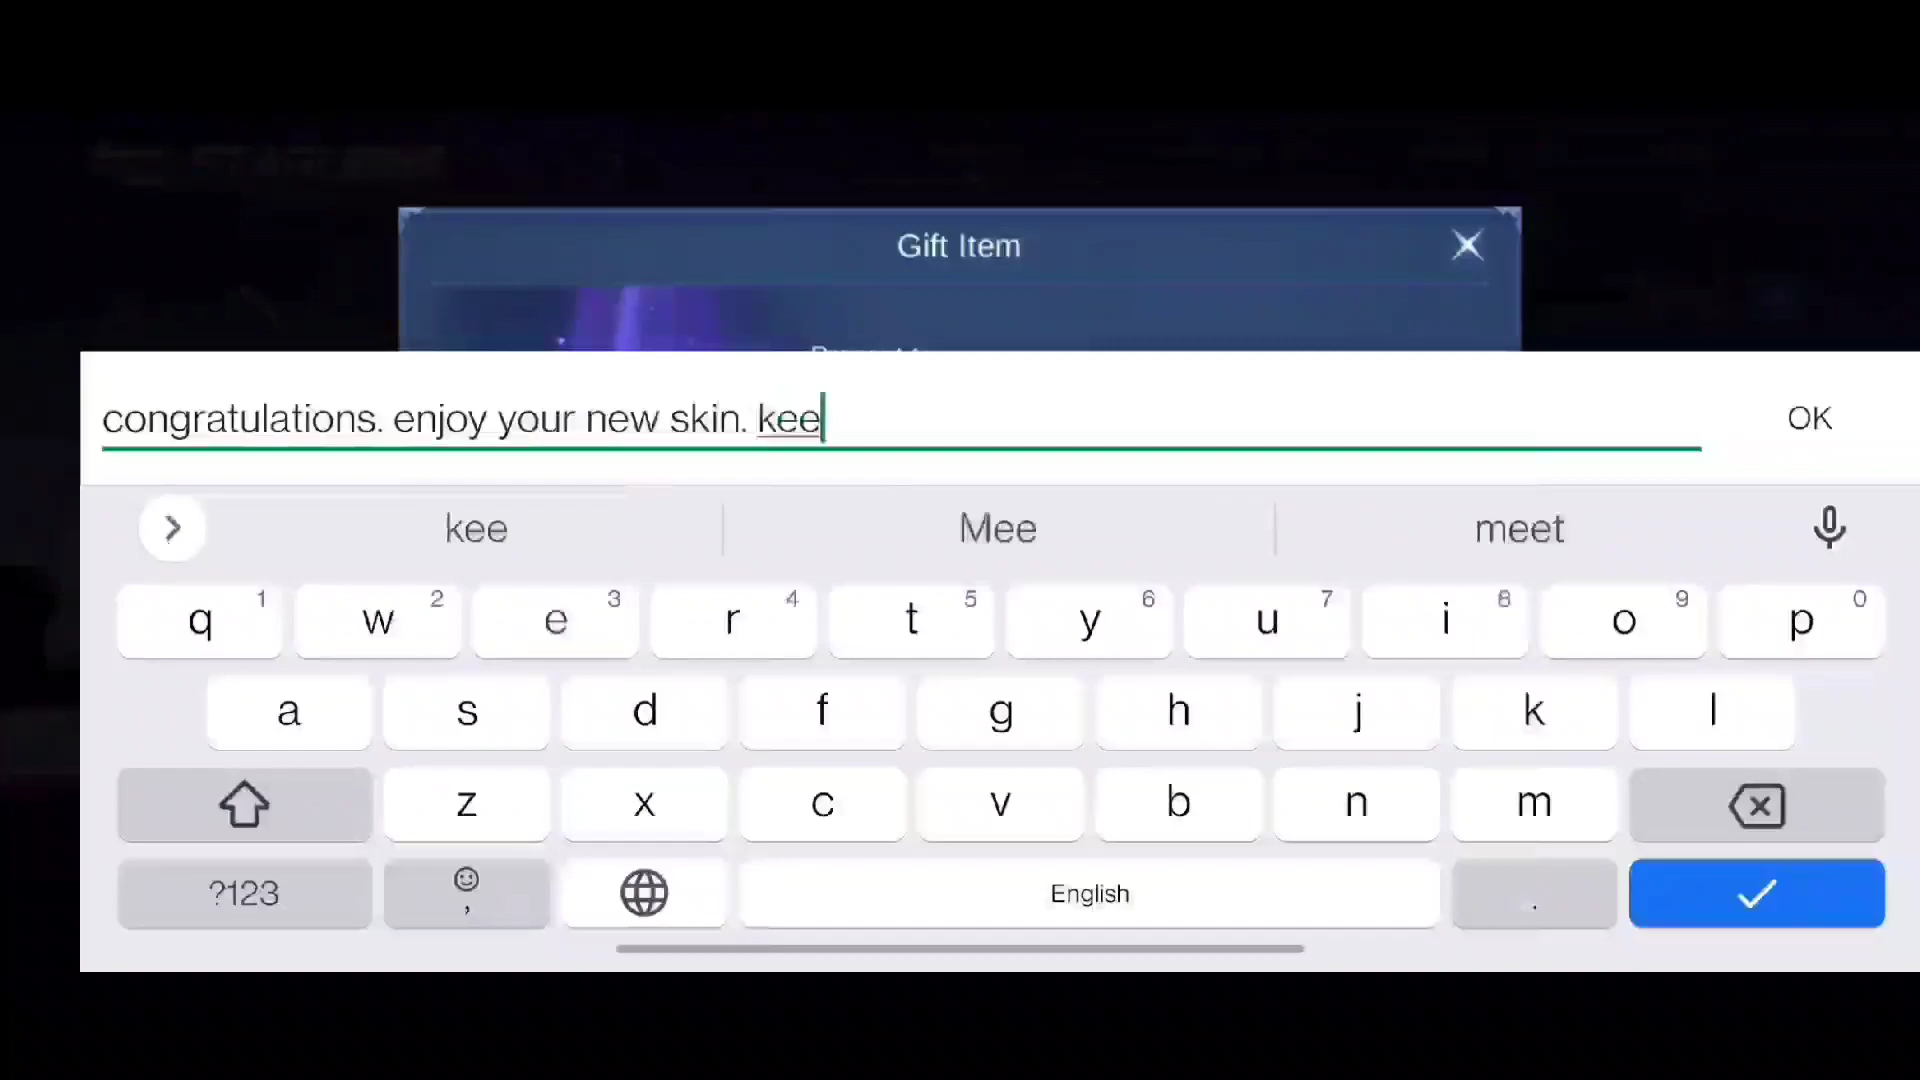 Gift Item
congratulations. enjoy your new skin. kee
OK
kee Mee meet
q 1 w 2 e 3 r 4 t 5 y 6 u 7 i 8 o 9 p 0
a s d f g h j k l
z x c v b n m
?123 , English .